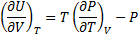 (∂U/∂V)_T = T(∂P/∂T)_V − P